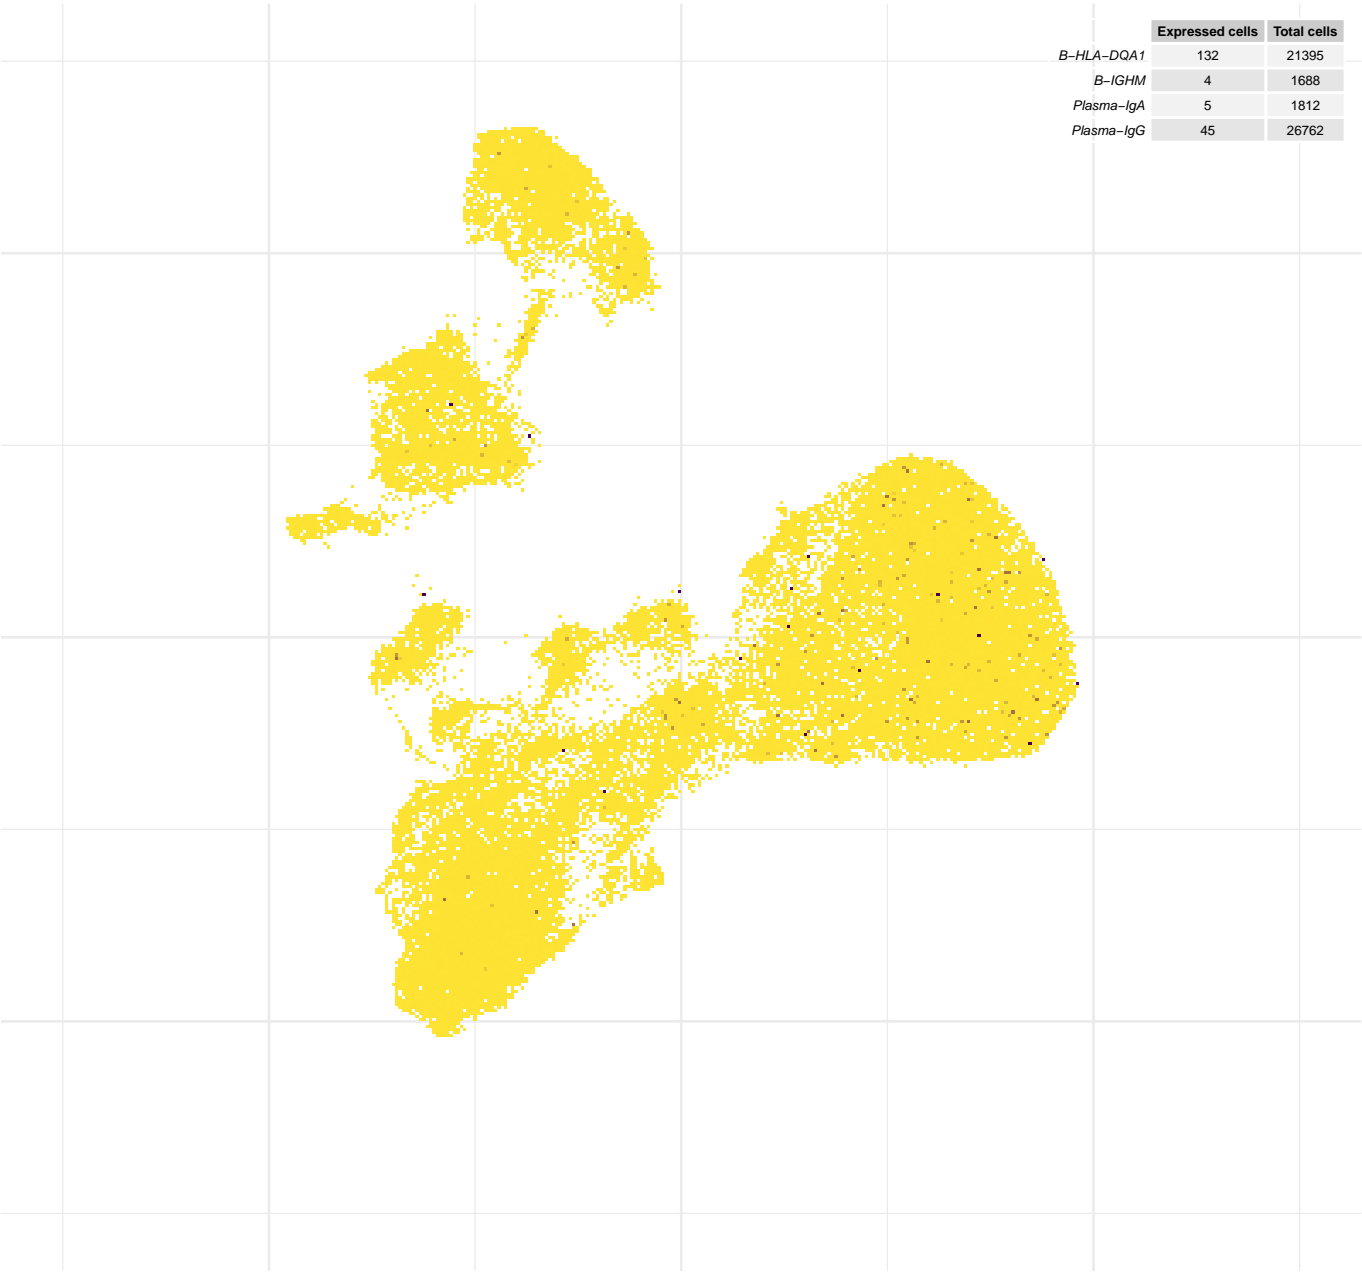 Expressed cells Total cells
B−HLA−DQA1 132 21395
B−IGHM 4 1688
Plasma−IgA 5 1812
Plasma−IgG 45 26762